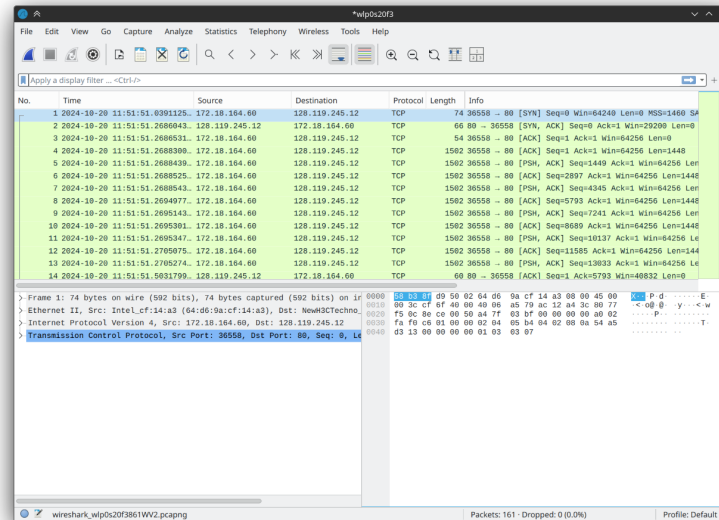 *wlp0s20f3
File Edit View Go Capture Analyze Statistics Telephony Wireless Tools Help
Apply a display filter ... <Ctrl-/>
No. Time Source Destination Protocol Length Info
1 2024-10-20 11:51:51.0391125… 172.18.164.60 128.119.245.12 TCP 74 36558 → 80 [SYN] Seq=0 Win=64240 Len=0 MSS=1460 SA
2 2024-10-20 11:51:51.2686043… 128.119.245.12 172.18.164.60 TCP 66 80 → 36558 [SYN, ACK] Seq=0 Ack=1 Win=29200 Len=0
3 2024-10-20 11:51:51.2686531… 172.18.164.60 128.119.245.12 TCP 54 36558 → 80 [ACK] Seq=1 Ack=1 Win=64256 Len=0
4 2024-10-20 11:51:51.2688300… 172.18.164.60 128.119.245.12 TCP 1502 36558 → 80 [ACK] Seq=1 Ack=1 Win=64256 Len=1448
5 2024-10-20 11:51:51.2688439… 172.18.164.60 128.119.245.12 TCP 1502 36558 → 80 [PSH, ACK] Seq=1449 Ack=1 Win=64256 Len
6 2024-10-20 11:51:51.2688525… 172.18.164.60 128.119.245.12 TCP 1502 36558 → 80 [ACK] Seq=2897 Ack=1 Win=64256 Len=1448
7 2024-10-20 11:51:51.2688543… 172.18.164.60 128.119.245.12 TCP 1502 36558 → 80 [PSH, ACK] Seq=4345 Ack=1 Win=64256 Len
8 2024-10-20 11:51:51.2694977… 172.18.164.60 128.119.245.12 TCP 1502 36558 → 80 [ACK] Seq=5793 Ack=1 Win=64256 Len=1448
9 2024-10-20 11:51:51.2695143… 172.18.164.60 128.119.245.12 TCP 1502 36558 → 80 [PSH, ACK] Seq=7241 Ack=1 Win=64256 Len
10 2024-10-20 11:51:51.2695301… 172.18.164.60 128.119.245.12 TCP 1502 36558 → 80 [ACK] Seq=8689 Ack=1 Win=64256 Len=1448
11 2024-10-20 11:51:51.2695347… 172.18.164.60 128.119.245.12 TCP 1502 36558 → 80 [PSH, ACK] Seq=10137 Ack=1 Win=64256 Le
12 2024-10-20 11:51:51.2705075… 172.18.164.60 128.119.245.12 TCP 1502 36558 → 80 [ACK] Seq=11585 Ack=1 Win=64256 Len=144
13 2024-10-20 11:51:51.2705274… 172.18.164.60 128.119.245.12 TCP 1502 36558 → 80 [PSH, ACK] Seq=13033 Ack=1 Win=64256 Le
14 2024-10-20 11:51:51.5031799… 128.119.245.12 172.18.164.60 TCP 60 80 → 36558 [ACK] Seq=1 Ack=5793 Win=40832 Len=0
Frame 1: 74 bytes on wire (592 bits), 74 bytes captured (592 bits) on in
Ethernet II, Src: Intel_cf:14:a3 (64:d6:9a:cf:14:a3), Dst: NewH3CTechno_
Internet Protocol Version 4, Src: 172.18.164.60, Dst: 128.119.245.12
Transmission Control Protocol, Src Port: 36558, Dst Port: 80, Seq: 0, Le
0000 58 b3 8f d9 50 02 64 d6 9a cf 14 a3 08 00 45 00 X···P·d· ······E·
0010 00 3c cf 6f 40 00 40 06 a5 79 ac 12 a4 3c 80 77 ·<·o@·@· ·y···<·w
0020 f5 0c 8e ce 00 50 a4 7f 03 bf 00 00 00 00 a0 02 ·····P·· ········
0030 fa f0 c6 01 00 00 02 04 05 b4 04 02 08 0a 54 a5 ········ ······T·
0040 d3 13 00 00 00 00 01 03 03 07 ········ ··
wireshark_wlp0s20f3861WV2.pcapng Packets: 161 · Dropped: 0 (0.0%) Profile: Default